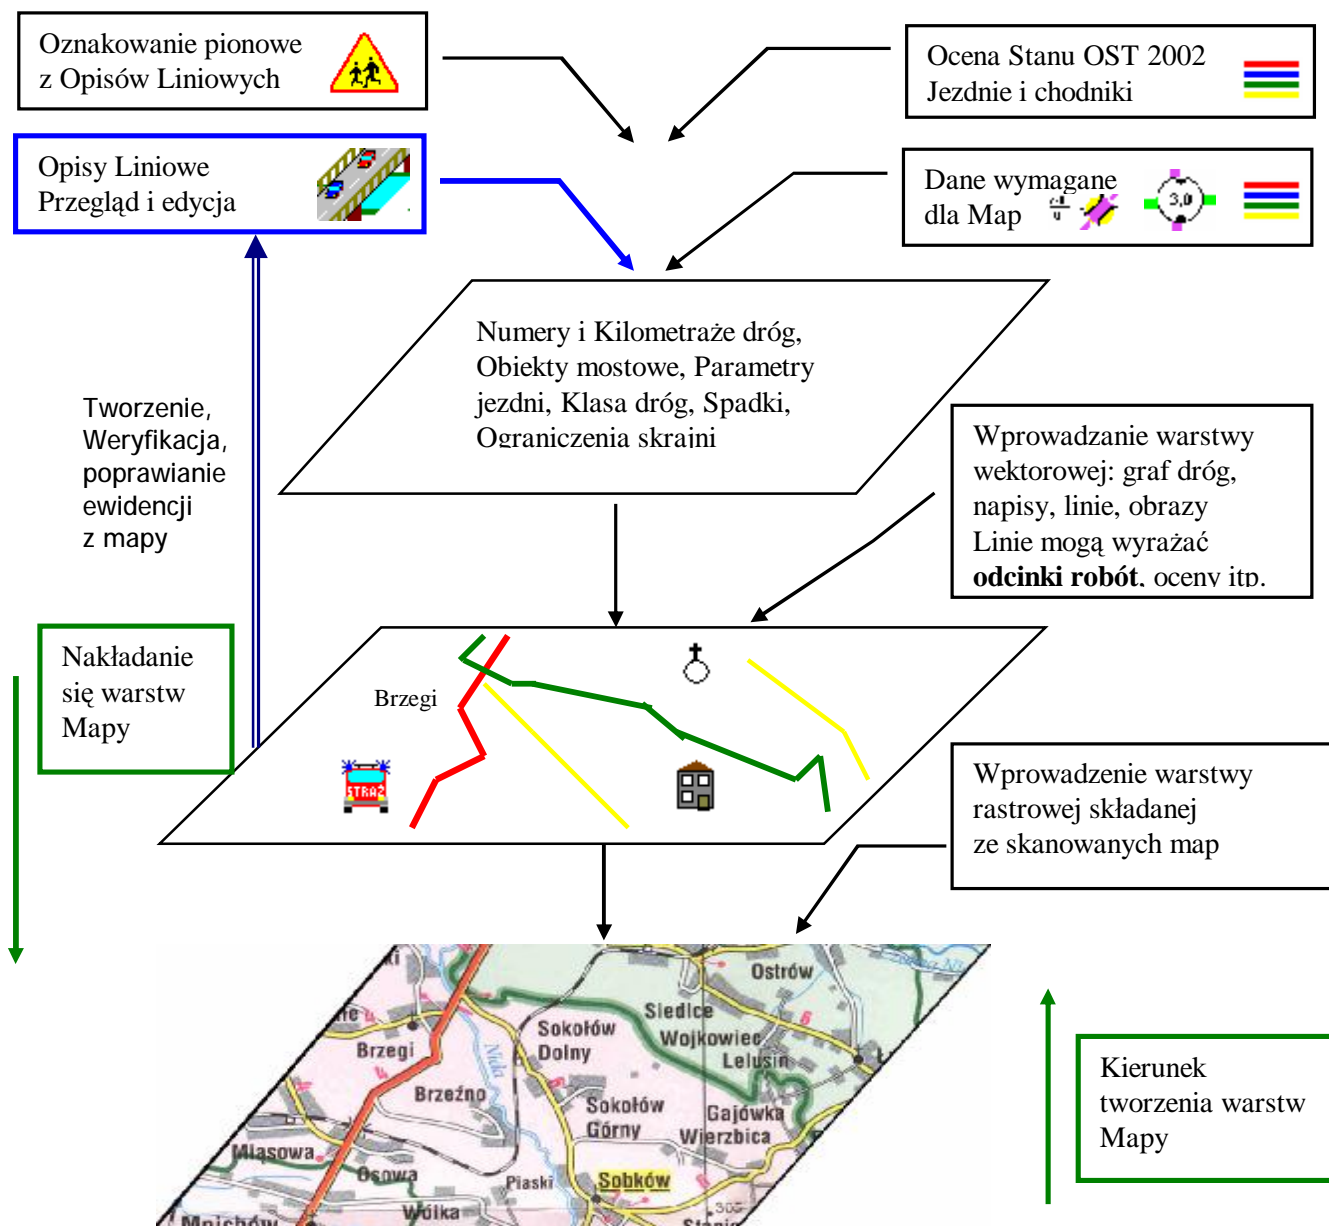 Oznakowanie pionowe
z Opisów Liniowych
Ocena Stanu OST 2002
Jezdnie i chodniki
Opisy Liniowe
Przegląd i edycja
Dane wymagane
dla Map
3,0
Numery i Kilometraże dróg,
Obiekty mostowe, Parametry
jezdni, Klasa dróg, Spadki,
Ograniczenia skrajni
Tworzenie,
Weryfikacja,
poprawianie
ewidencji
z mapy
Wprowadzanie warstwy
wektorowej: graf dróg,
napisy, linie, obrazy
Linie mogą wyrażać
odcinki robót, oceny itp.
Nakładanie
się warstw
Mapy
Brzegi
STRAŻ
Wprowadzenie warstwy
rastrowej składanej
ze skanowanych map
Ostrów
Siedlce
Wojkowiec
Lelusin
Sokołów
Dolny
Brzegi
Nida
Brzeźno
Sokołów
Górny
Gajówka
Wierzbica
Miąsowa
Osowa
Piaski
Sobków
Wólka
Mnichów
Kierunek
tworzenia warstw
Mapy